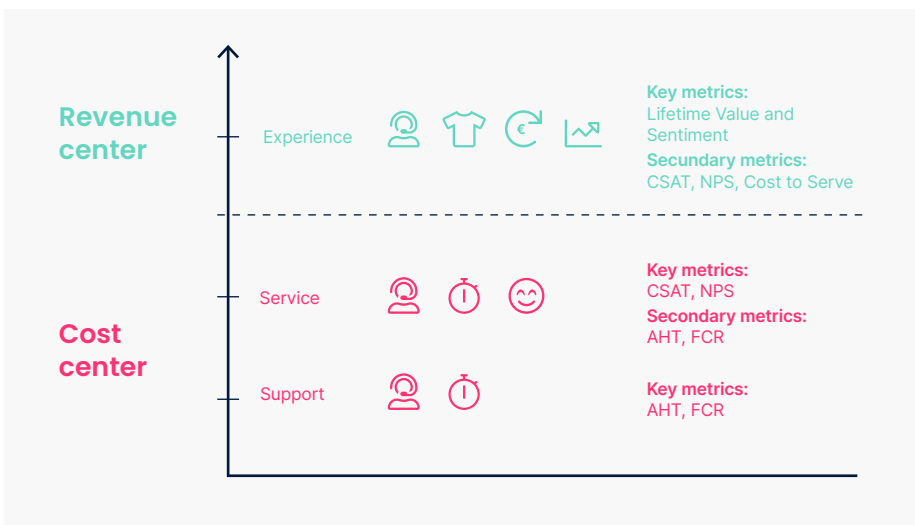 Revenue
center
Experience
€
Key metrics:
Lifetime Value and
Sentiment
Secundary metrics:
CSAT, NPS, Cost to Serve
Cost
center
Service
Key metrics:
CSAT, NPS
Secondary metrics:
AHT, FCR
Support
Key metrics:
AHT, FCR